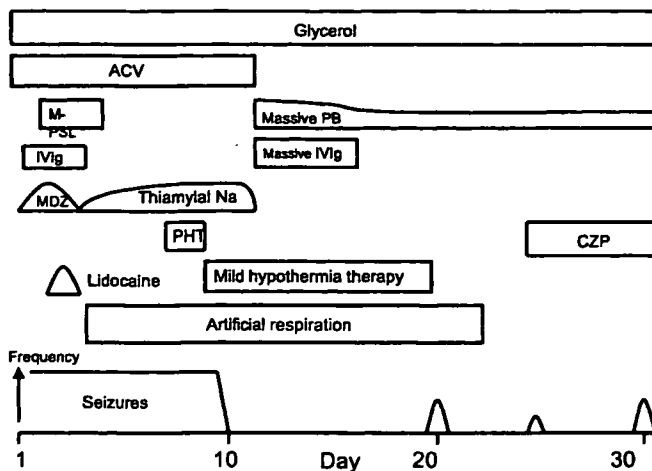 Glycerol
ACV
M-
PSL
Massive PB
IVIg
Massive IVIg
MDZ
Thiamylal Na
PHT
CZP
Lidocaine
Mild hypothermia therapy
Artificial respiration
Frequency
Seizures
1
10
Day
20
30